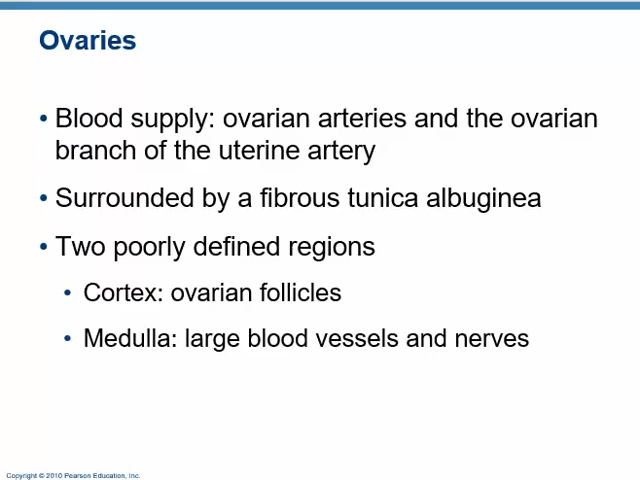 Ovaries
• Blood supply: ovarian arteries and the ovarian
branch of the uterine artery
• Surrounded by a fibrous tunica albuginea
• Two poorly defined regions
• Cortex: ovarian follicles
• Medulla: large blood vessels and nerves
Copyright © 2010 Pearson Education, Inc.